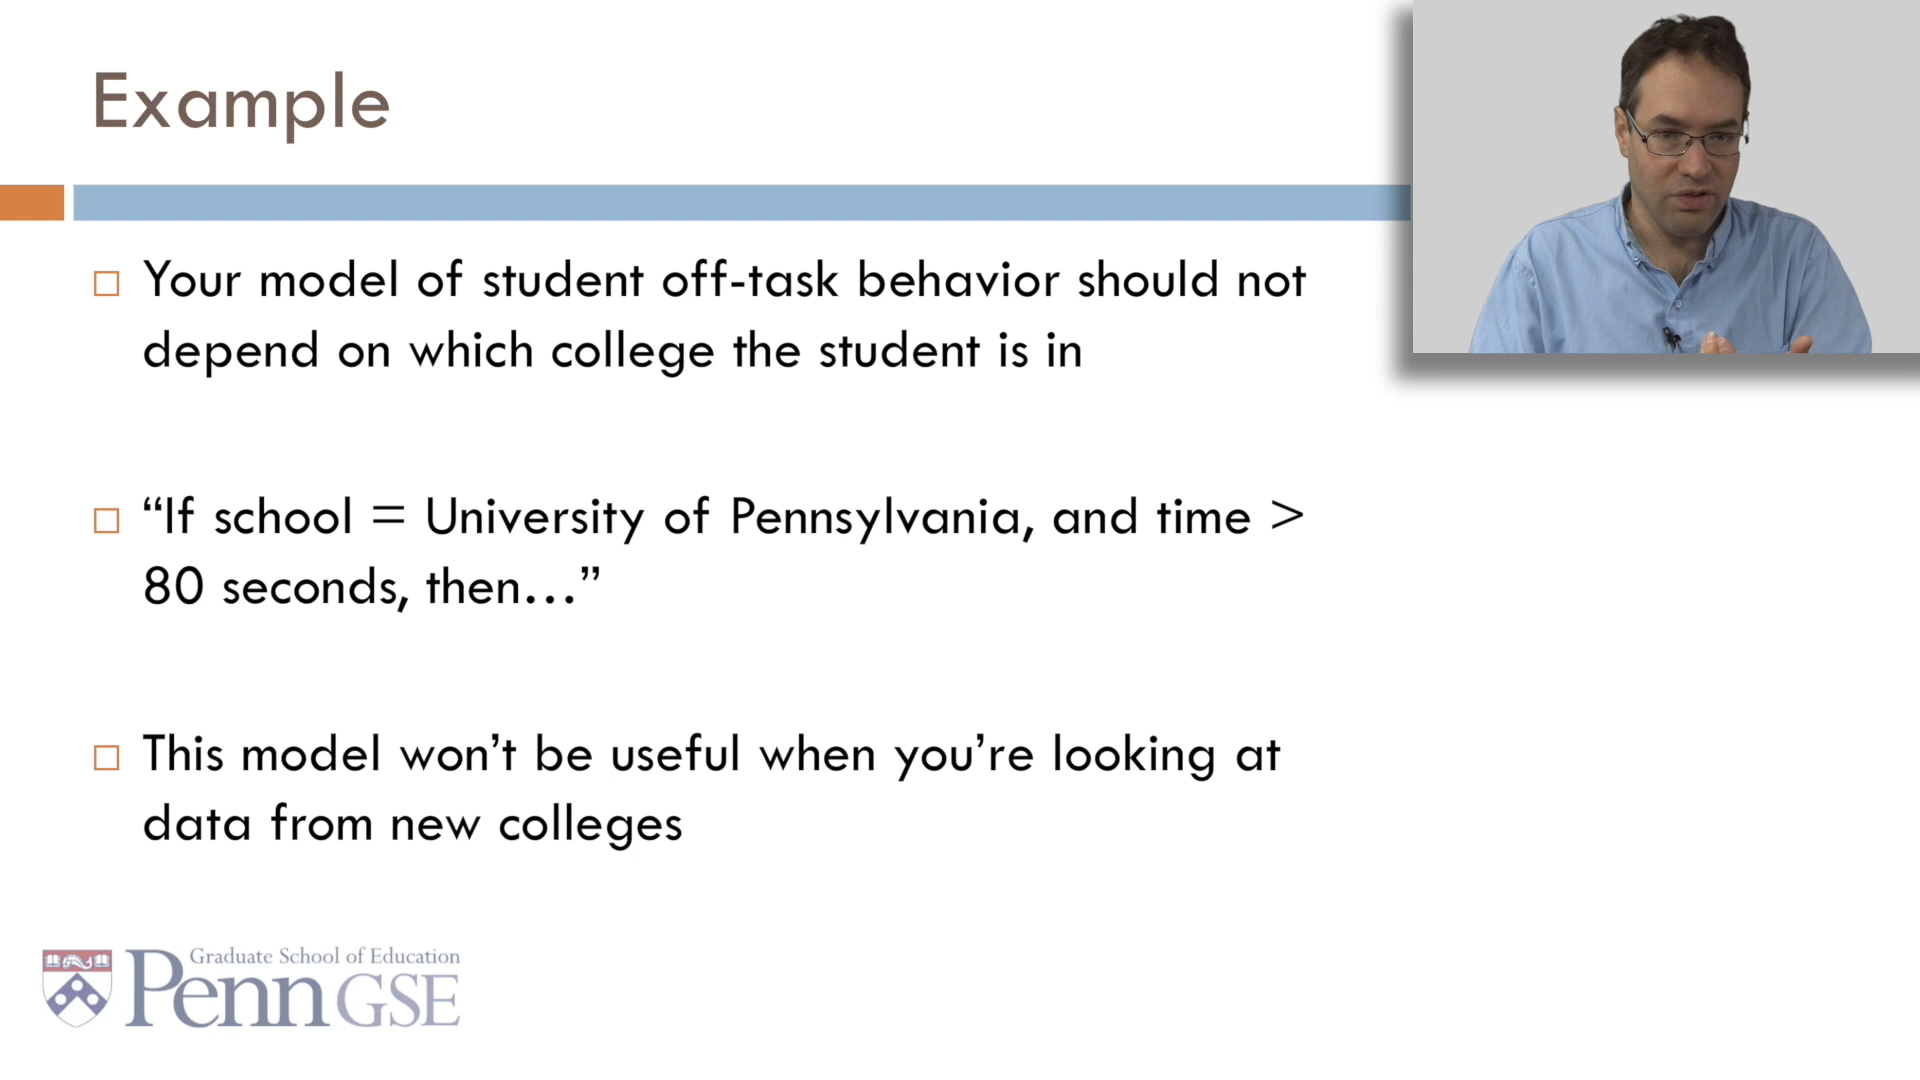 Example
Your model of student off-task behavior should not
depend on which college the student is in
“If school = University of Pennsylvania, and time >
80 seconds, then…”
This model won’t be useful when you’re looking at
data from new colleges
Graduate School of Education
Penn GSE